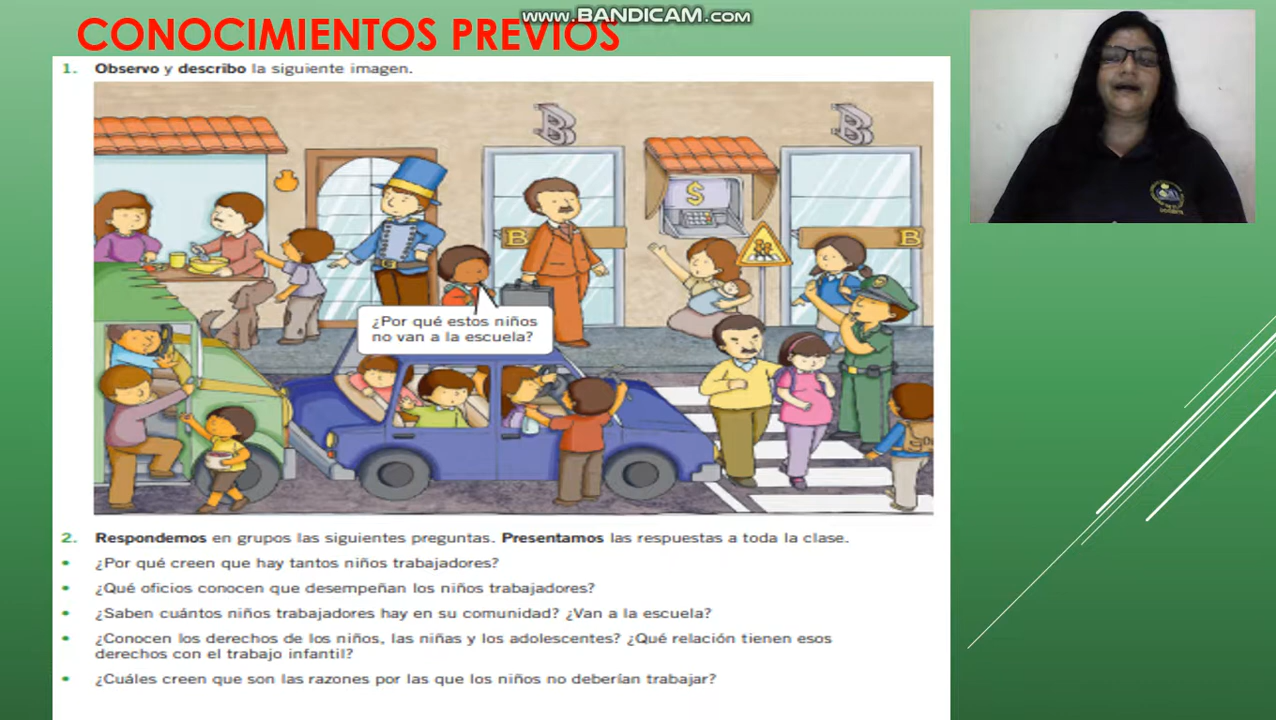 www.BANDICAM.com
CONOCIMIENTOS PREVIOS
1. Observo y describo la siguiente imagen.
B
B
$
B
B
¿Por qué estos niños
no van a la escuela?
2. Respondemos en grupos las siguientes preguntas. Presentamos las respuestas a toda la clase.
• ¿Por qué creen que hay tantos niños trabajadores?
• ¿Qué oficios conocen que desempeñan los niños trabajadores?
• ¿Saben cuántos niños trabajadores hay en su comunidad? ¿Van a la escuela?
• ¿Conocen los derechos de los niños, las niñas y los adolescentes? ¿Qué relación tienen esos
derechos con el trabajo infantil?
• ¿Cuáles creen que son las razones por las que los niños no deberían trabajar?